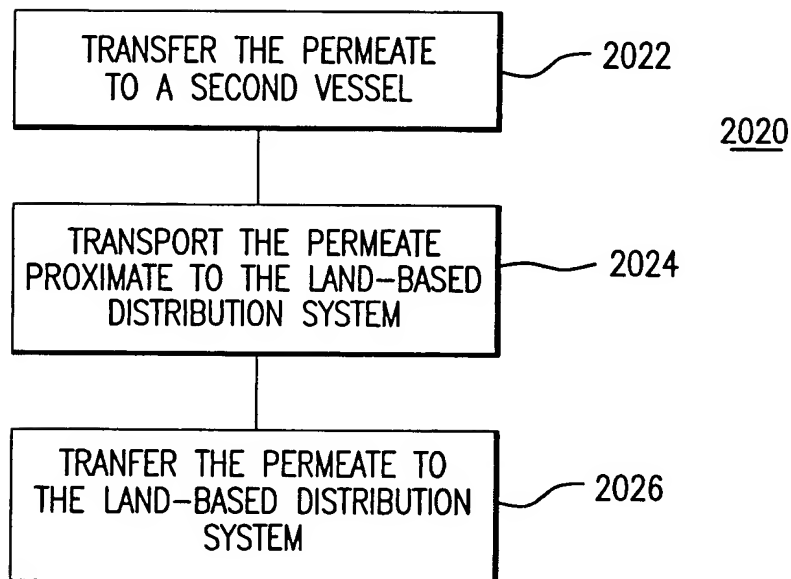 TRANSFER THE PERMEATE
TO A SECOND VESSEL
2022
2020
TRANSPORT THE PERMEATE
PROXIMATE TO THE LAND-BASED
DISTRIBUTION SYSTEM
2024
TRANFER THE PERMEATE TO
THE LAND-BASED DISTRIBUTION
SYSTEM
2026